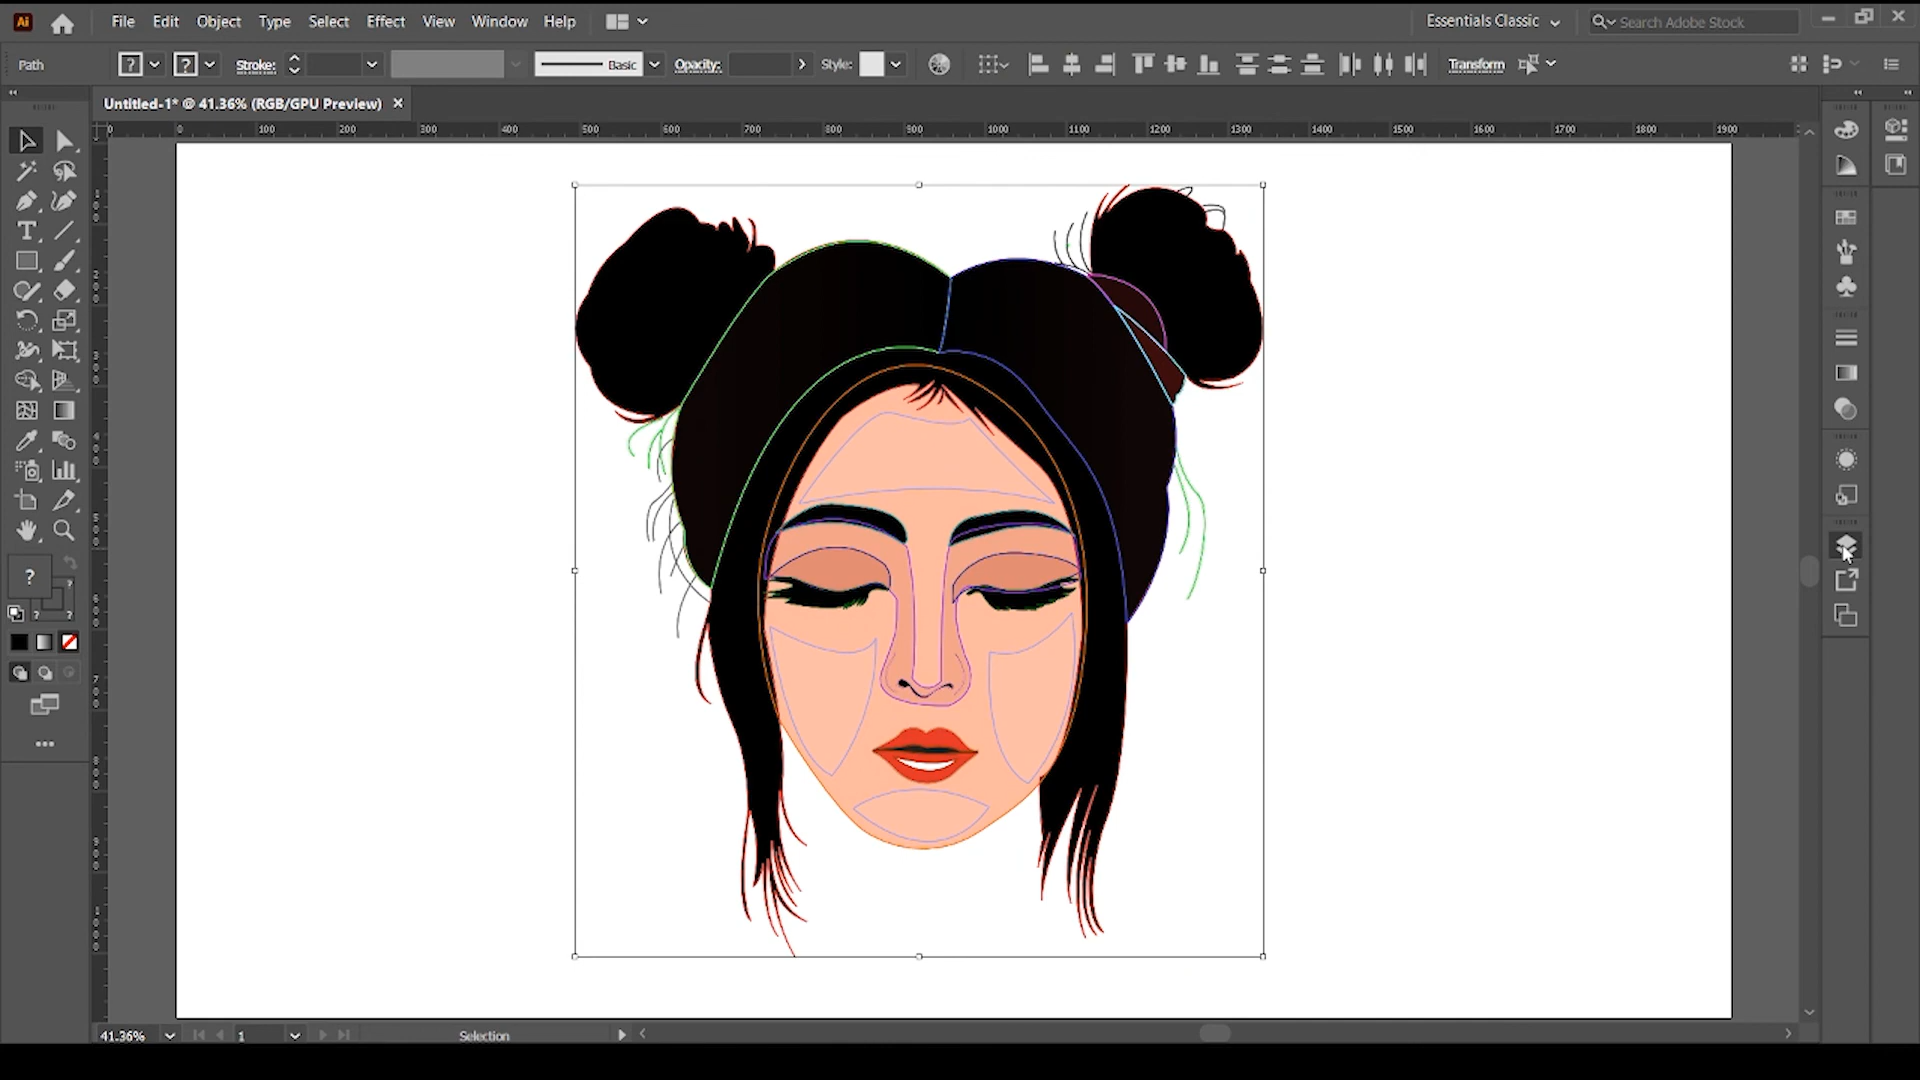 Ai File Edit Object Type Select Effect View Window Help Essentials Classic Search Adobe Stock
Path ? ? Stroke: Basic Opacity: Style: Transform
Untitled-1* @ 41.36% (RGB/GPU Preview)
0 0 100 200 300 400 500 600 700 800 900 1000 1100 1200 1300 1400 1500 1600 1700 1800 1900
T
?
?
? ?
41.36% 1 Selection